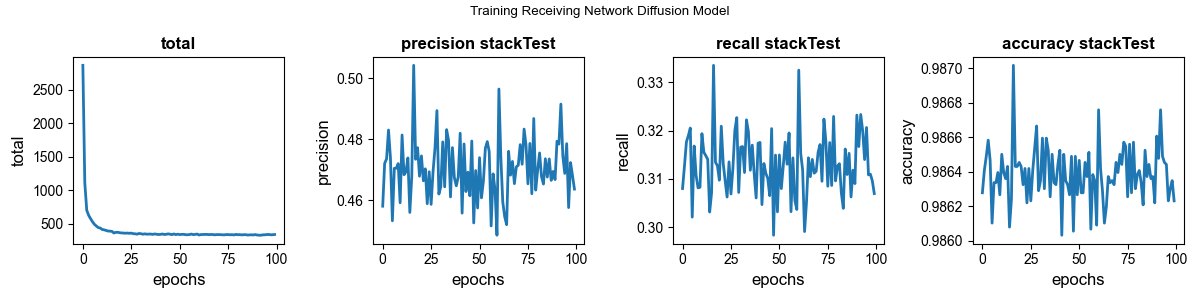 Training Receiving Network Diffusion Model
total
precision stackTest
recall stackTest
accuracy stackTest
total
2500
2000
1500
1000
500
0
25
50
75
100
epochs
precision
0.50
0.48
0.46
0
25
50
75
100
epochs
recall
0.33
0.32
0.31
0.30
0
25
50
75
100
epochs
accuracy
0.9870
0.9868
0.9866
0.9864
0.9862
0.9860
0
25
50
75
100
epochs